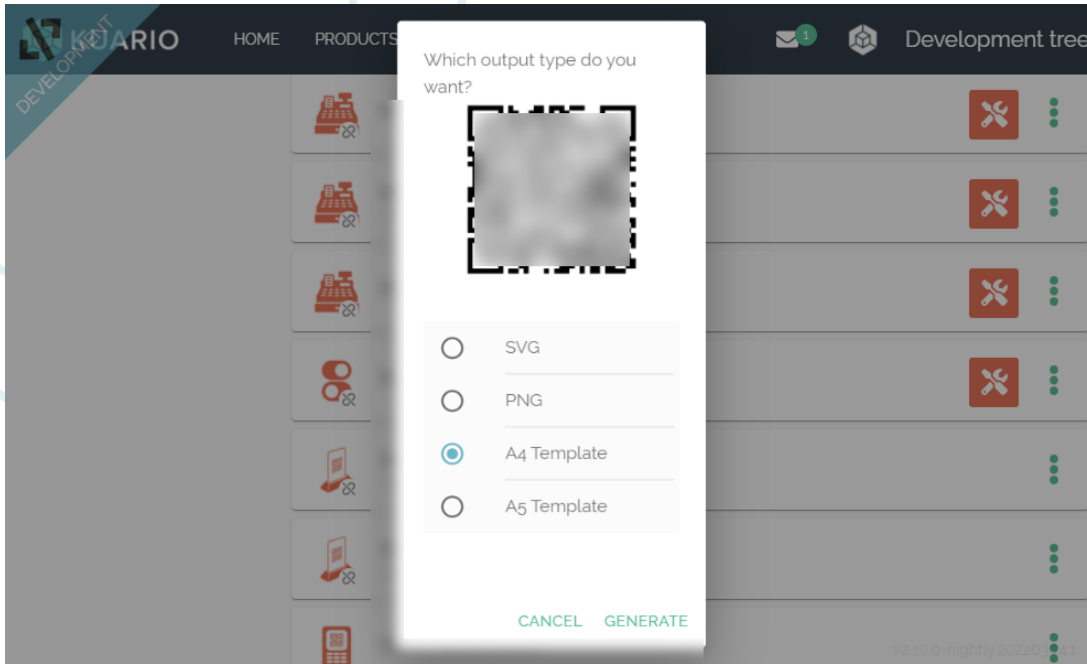 KUARIO
HOME
PRODUCTS
1
Development tree
DEVELOPMENT
Which output type do you
want?
SVG
PNG
A4 Template
A5 Template
CANCEL
GENERATE